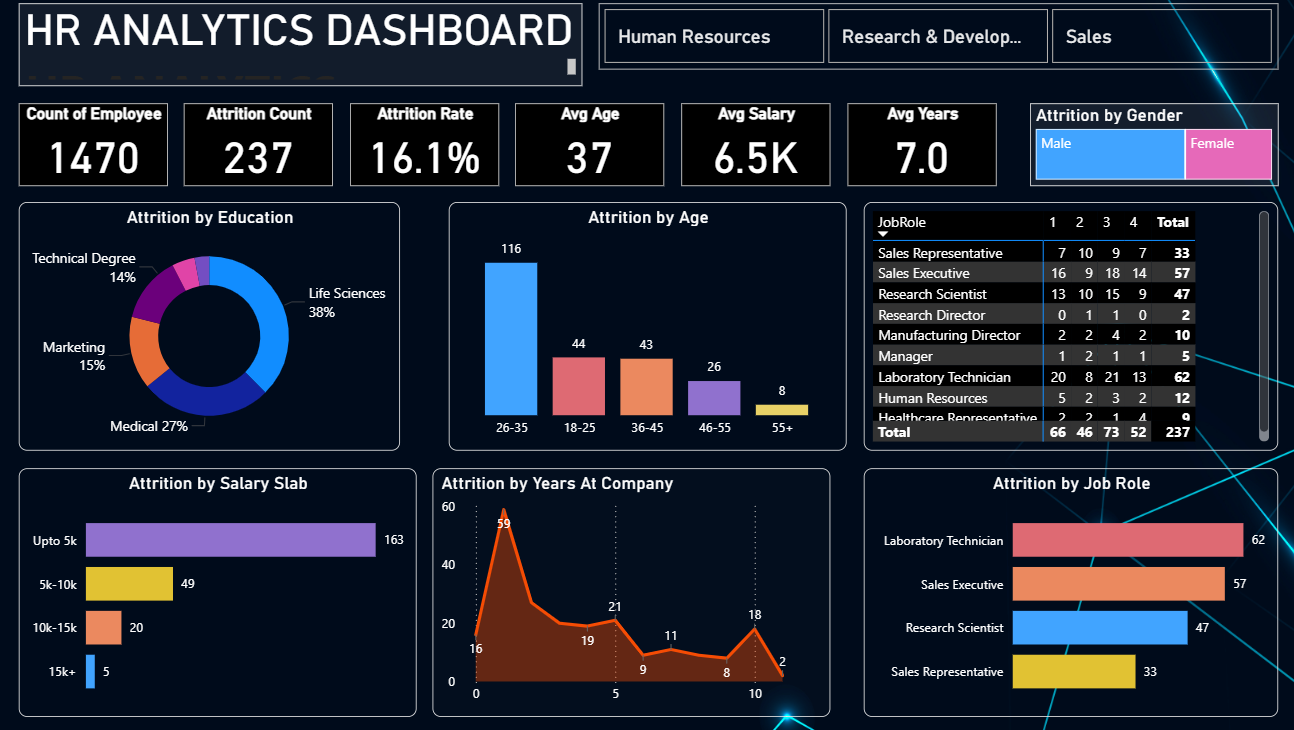 HR ANALYTICS DASHBOARD
Human Resources
Research & Develop...
Sales
Count of Employee
1470
Attrition Count
237
Attrition Rate
16.1%
Avg Age
37
Avg Salary
6.5K
Avg Years
7.0
Attrition by Gender
Male
Female
Attrition by Education
Technical Degree
14%
Life Sciences
38%
Marketing
15%
Medical 27%
Attrition by Age
116
44
43
26
8
26-35
18-25
36-45
46-55
55+
JobRole 1 2 3 4 Total
Sales Representative 7 10 9 7 33
Sales Executive 16 9 18 14 57
Research Scientist 13 10 15 9 47
Research Director 0 1 1 0 2
Manufacturing Director 2 2 4 2 10
Manager 1 2 1 1 5
Laboratory Technician 20 8 21 13 62
Human Resources 5 2 3 2 12
Healthcare Representative 2 2 1 4 9
Total 66 46 73 52 237
Attrition by Salary Slab
Upto 5k 163
5k-10k 49
10k-15k 20
15k+ 5
Attrition by Years At Company
60
40
20
0
59
16
19
21
9
11
8
18
2
0 5 10
Attrition by Job Role
Laboratory Technician 62
Sales Executive 57
Research Scientist 47
Sales Representative 33